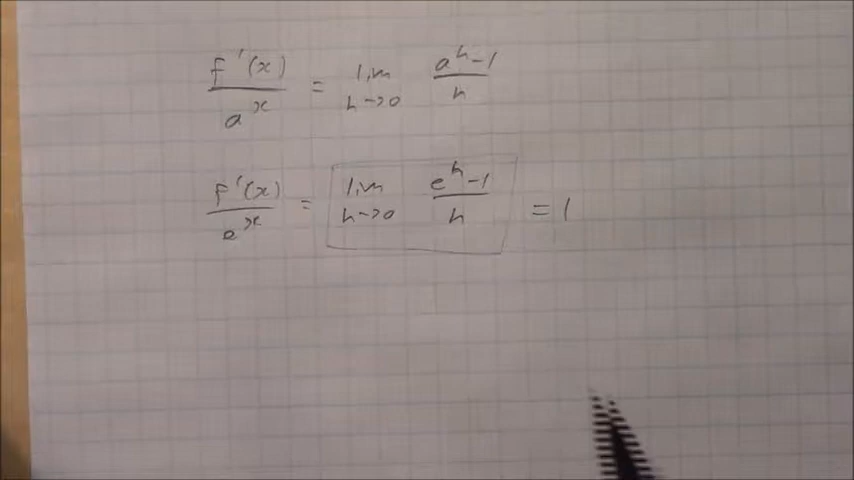 f'(x)/a^x = lim h->0 (a^h-1)/h
f'(x)/e^x = lim h->0 (e^h-1)/h = 1